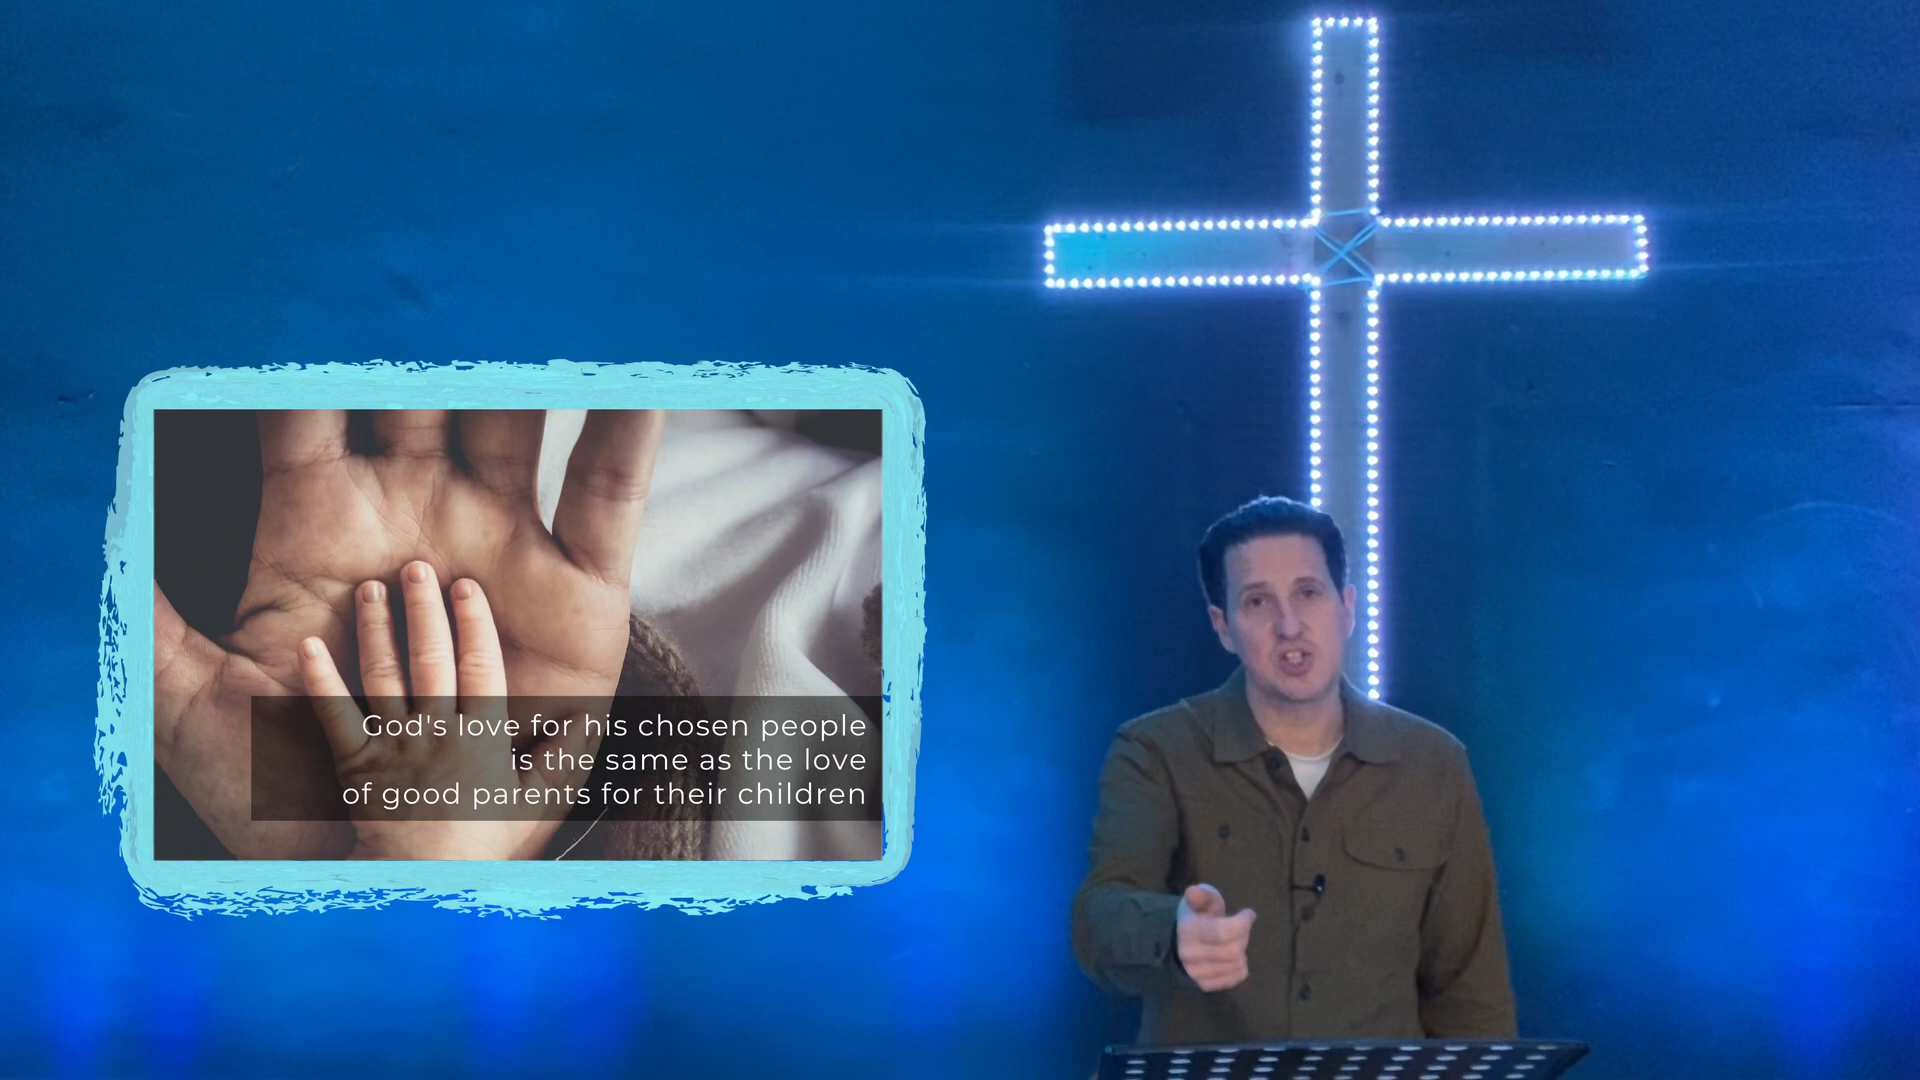 God's love for his chosen people
is the same as the love
of good parents for their children